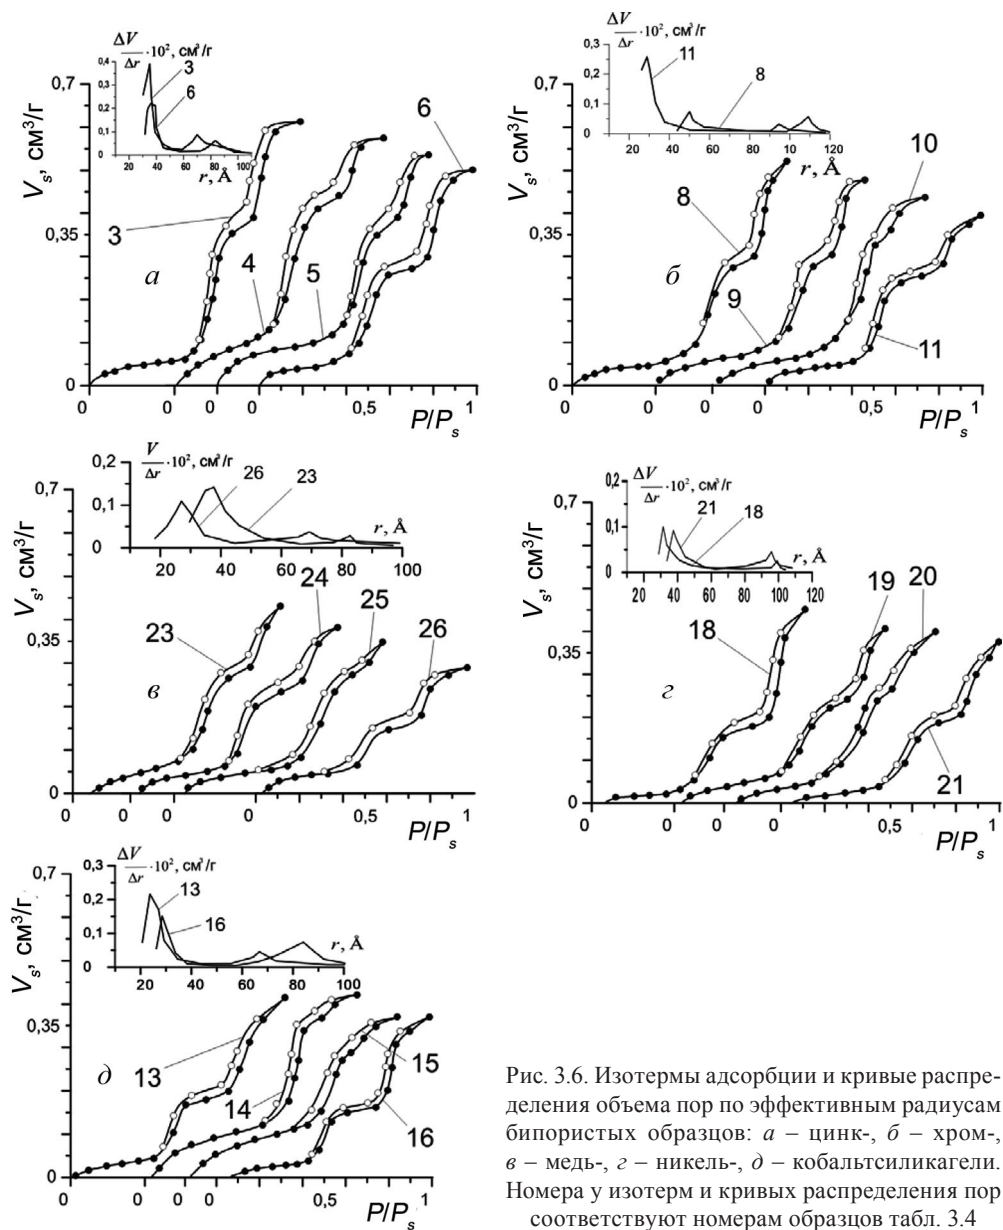 ΔV/Δr ·10², см³/г
0,4
0,3
0,2
0,1
0
20 40 60 80 100
r, Å
3
6
0,7
0,35
0
V_s, см³/г
3
4
5
6
а
0 0 0 0 0,5 1
P/P_s
ΔV/Δr ·10², см³/г
0,3
0,2
0,1
0
20 40 60 80 100 120
r, Å
11
8
0,7
0,35
0
V_s, см³/г
8
9
10
11
б
0 0 0 0 0,5 1
P/P_s
V/Δr ·10², см³/г
0,2
0,1
0
20 40 60 80 100
r, Å
26
23
0,7
0,35
0
V_s, см³/г
23
24
25
26
в
0 0 0 0 0,5 1
P/P_s
ΔV/Δr ·10², см³/г
0,2
0,1
0
20 40 60 80 100 120
r, Å
21
18
0,7
0,35
0
V_s, см³/г
18
19
20
21
г
0 0 0 0 0,5 1
P/P_s
ΔV/Δr ·10², см³/г
0,3
0,2
0,1
0
20 40 60 80 100
r, Å
13
16
0,7
0,35
0
V_s, см³/г
13
14
15
16
д
0 0 0 0 0,5 1
P/P_s
Рис. 3.6. Изотермы адсорбции и кривые распре-
деления объема пор по эффективным радиусам
бипористых образцов: а – цинк-, б – хром-,
в – медь-, г – никель-, д – кобальтсиликагели.
Номера у изотерм и кривых распределения пор
соответствуют номерам образцов табл. 3.4